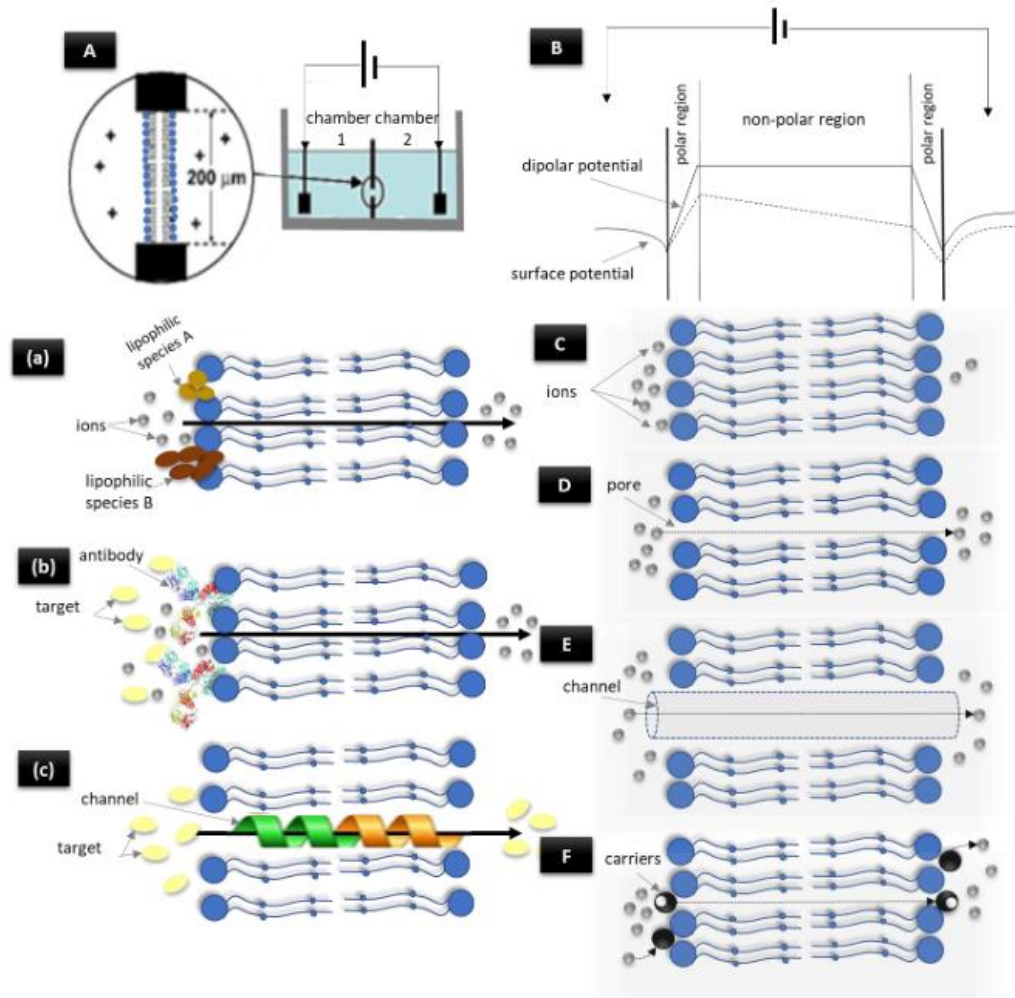 A
chamber chamber
1 2
200 μm
B
polar region
non-polar region
polar region
dipolar potential
surface potential
(a)
lipophilic
species A
ions
lipophilic
species B
C
ions
D
pore
(b)
antibody
target
E
channel
(c)
channel
target
F
carriers